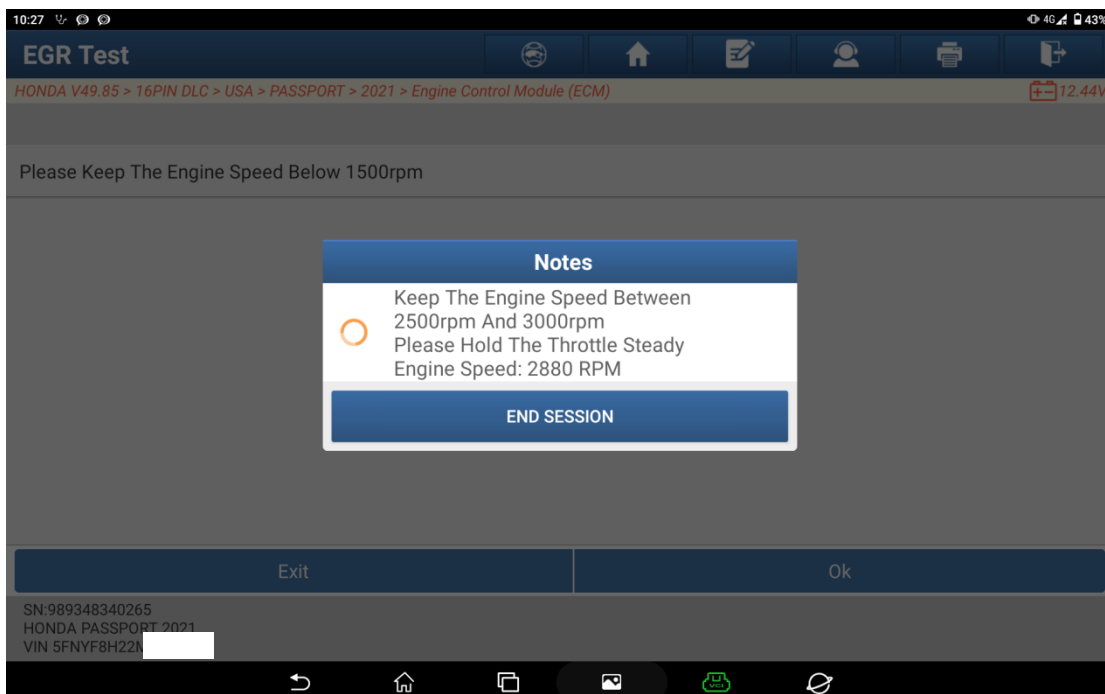 10:27
4G 43%
EGR Test
HONDA V49.85 > 16PIN DLC > USA > PASSPORT > 2021 > Engine Control Module (ECM)
12.44V
Please Keep The Engine Speed Below 1500rpm
Notes
Keep The Engine Speed Between
2500rpm And 3000rpm
Please Hold The Throttle Steady
Engine Speed: 2880 RPM
END SESSION
Exit
Ok
SN:989348340265
HONDA PASSPORT 2021
VIN 5FNYF8H22M
VCI